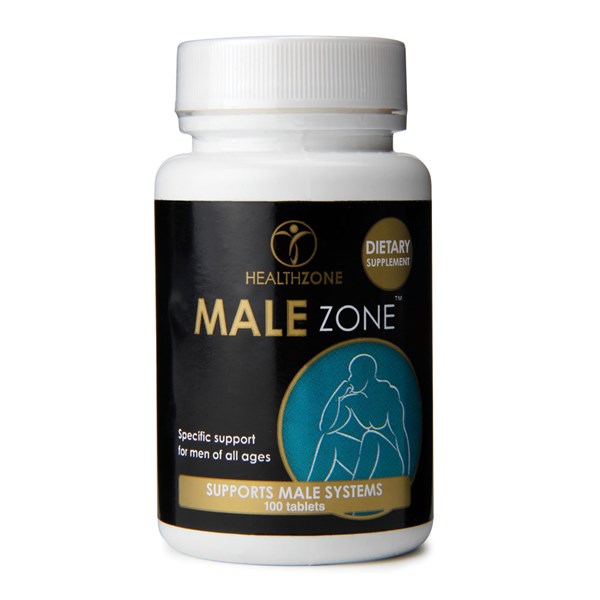 HEALTHZONE
DIETARY
SUPPLEMENT
MALE ZONE™
Specific support
for men of all ages
SUPPORTS MALE SYSTEMS
100 tablets